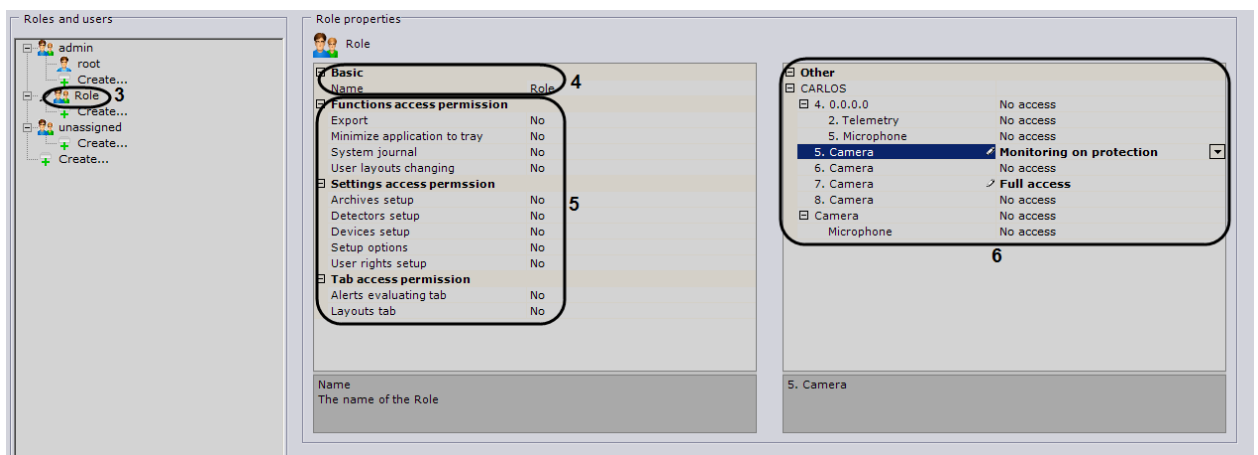 Roles and users
admin
root
Create...
Role 3
Create...
unassigned
Create...
Create...
Role properties
Role
Basic
Name Role
4
Functions access permission
Export No
Minimize application to tray No
System journal No
User layouts changing No
Settings access permssion
Archives setup No
5
Detectors setup No
Devices setup No
Setup options No
User rights setup No
Tab access permission
Alerts evaluating tab No
Layouts tab No
Name
The name of the Role
Other
CARLOS
4. 0.0.0.0 No access
2. Telemetry No access
5. Microphone No access
5. Camera Monitoring on protection
6. Camera No access
7. Camera Full access
8. Camera No access
Camera No access
Microphone No access
6
5. Camera